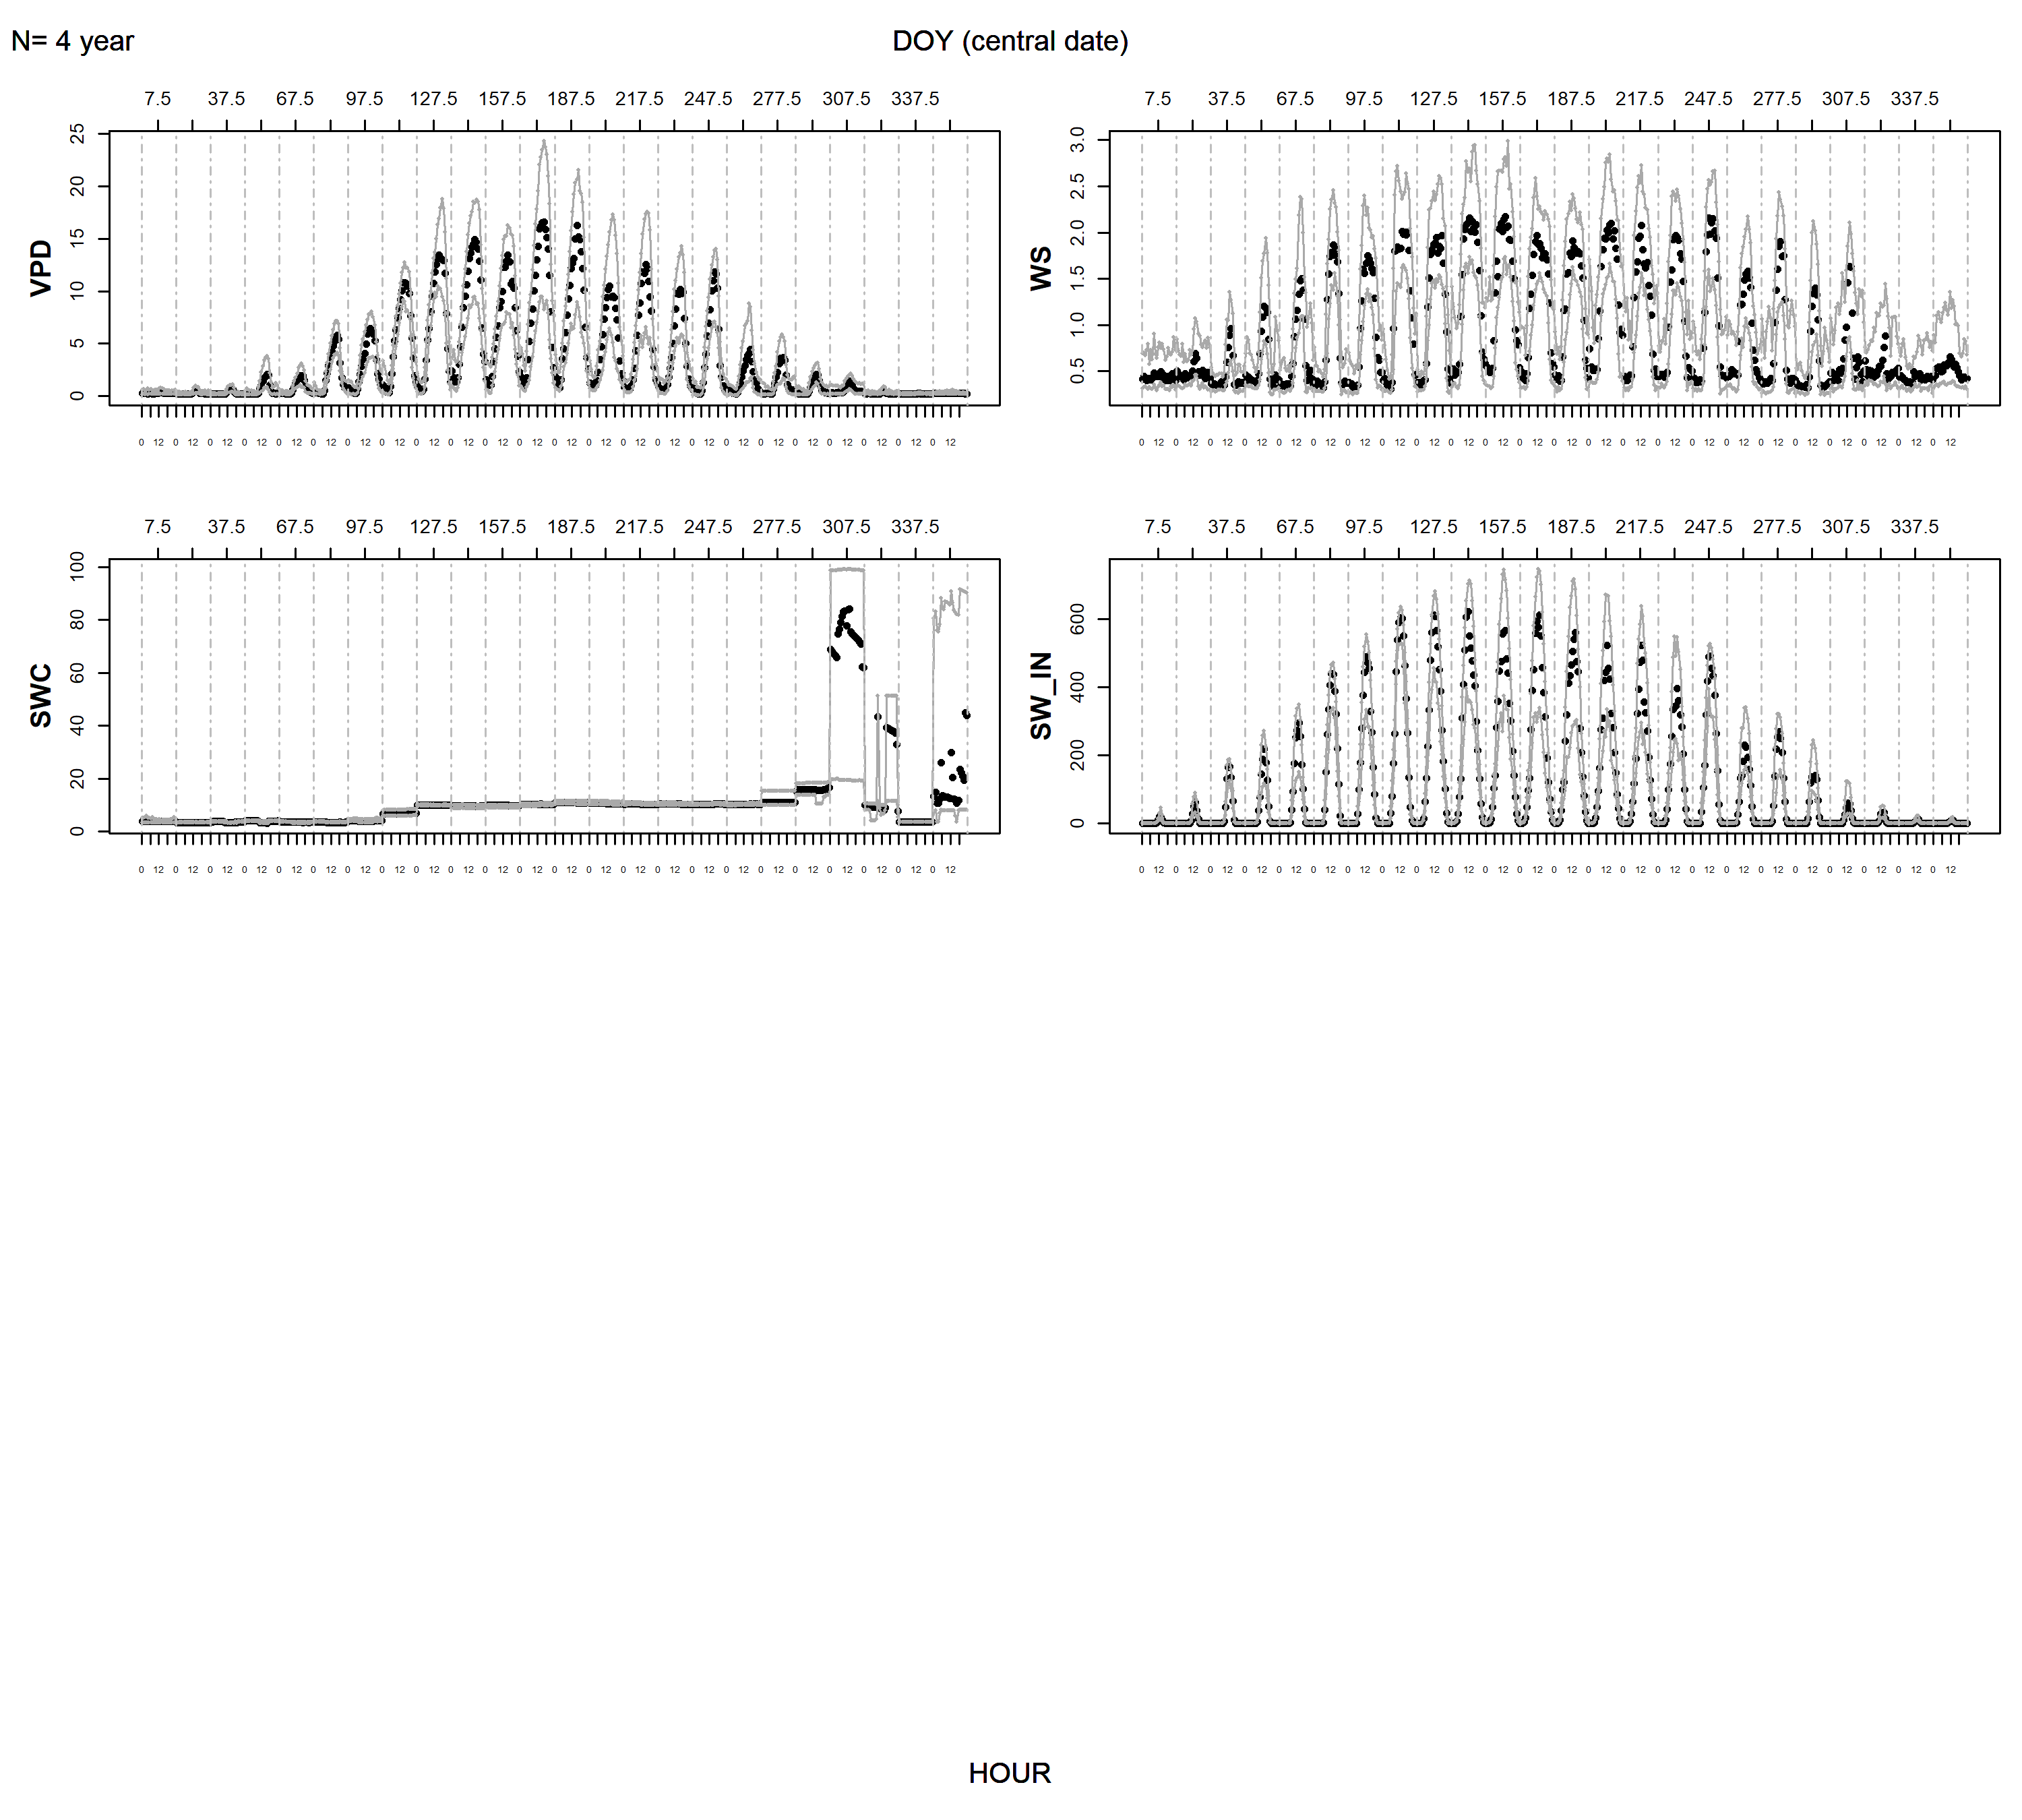 N= 4 year
DOY (central date)
7.5 37.5 67.5 97.5 127.5 157.5 187.5 217.5 247.5 277.5 307.5 337.5
VPD
25
20
15
10
5
0
0 12 0 12 0 12 0 12 0 12 0 12 0 12 0 12 0 12 0 12 0 12 0 12 0 12 0 12 0 12 0 12 0 12 0 12 0 12 0 12 0 12 0 12 0 12 0 12
7.5 37.5 67.5 97.5 127.5 157.5 187.5 217.5 247.5 277.5 307.5 337.5
WS
3.0
2.5
2.0
1.5
1.0
0.5
0 12 0 12 0 12 0 12 0 12 0 12 0 12 0 12 0 12 0 12 0 12 0 12 0 12 0 12 0 12 0 12 0 12 0 12 0 12 0 12 0 12 0 12 0 12 0 12
7.5 37.5 67.5 97.5 127.5 157.5 187.5 217.5 247.5 277.5 307.5 337.5
SWC
100
80
60
40
20
0
0 12 0 12 0 12 0 12 0 12 0 12 0 12 0 12 0 12 0 12 0 12 0 12 0 12 0 12 0 12 0 12 0 12 0 12 0 12 0 12 0 12 0 12 0 12 0 12
7.5 37.5 67.5 97.5 127.5 157.5 187.5 217.5 247.5 277.5 307.5 337.5
SW_IN
600
400
200
0
0 12 0 12 0 12 0 12 0 12 0 12 0 12 0 12 0 12 0 12 0 12 0 12 0 12 0 12 0 12 0 12 0 12 0 12 0 12 0 12 0 12 0 12 0 12 0 12
HOUR